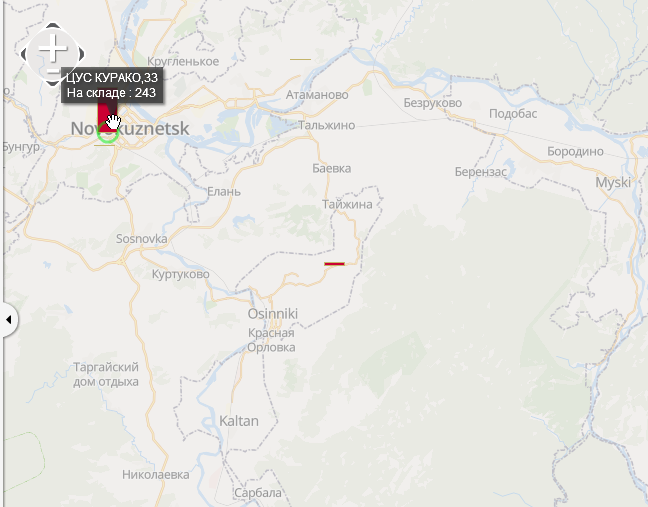 Кругленькое
ЦУС КУРАКО,33
На складе : 243
Атаманово
Безруково
Подобас
Novokuznetsk
Тальжино
Бунгур
Бородино
Баевка
Берензас
Myski
Елань
Тайжина
Sosnovka
Куртуково
Osinniki
Красная
Орловка
Таргайский
дом отдыха
Kaltan
Николаевка
Сарбала